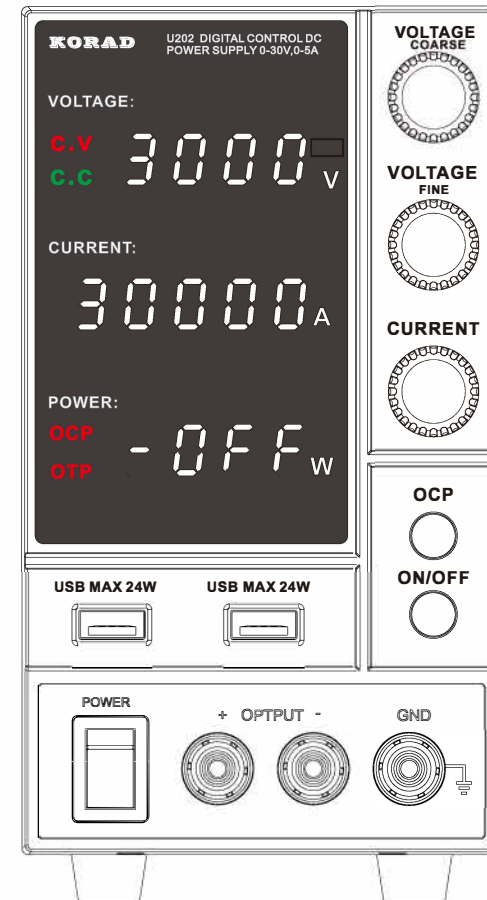 KORAD
U202 DIGITAL CONTROL DC
POWER SUPPLY 0-30V,0-5A
VOLTAGE:
C.V
C.C
3000 V
CURRENT:
30000 A
POWER:
OCP
OTP
-OFF W
VOLTAGE
COARSE
VOLTAGE
FINE
CURRENT
OCP
ON/OFF
USB MAX 24W
USB MAX 24W
POWER
+ OPTPUT -
GND